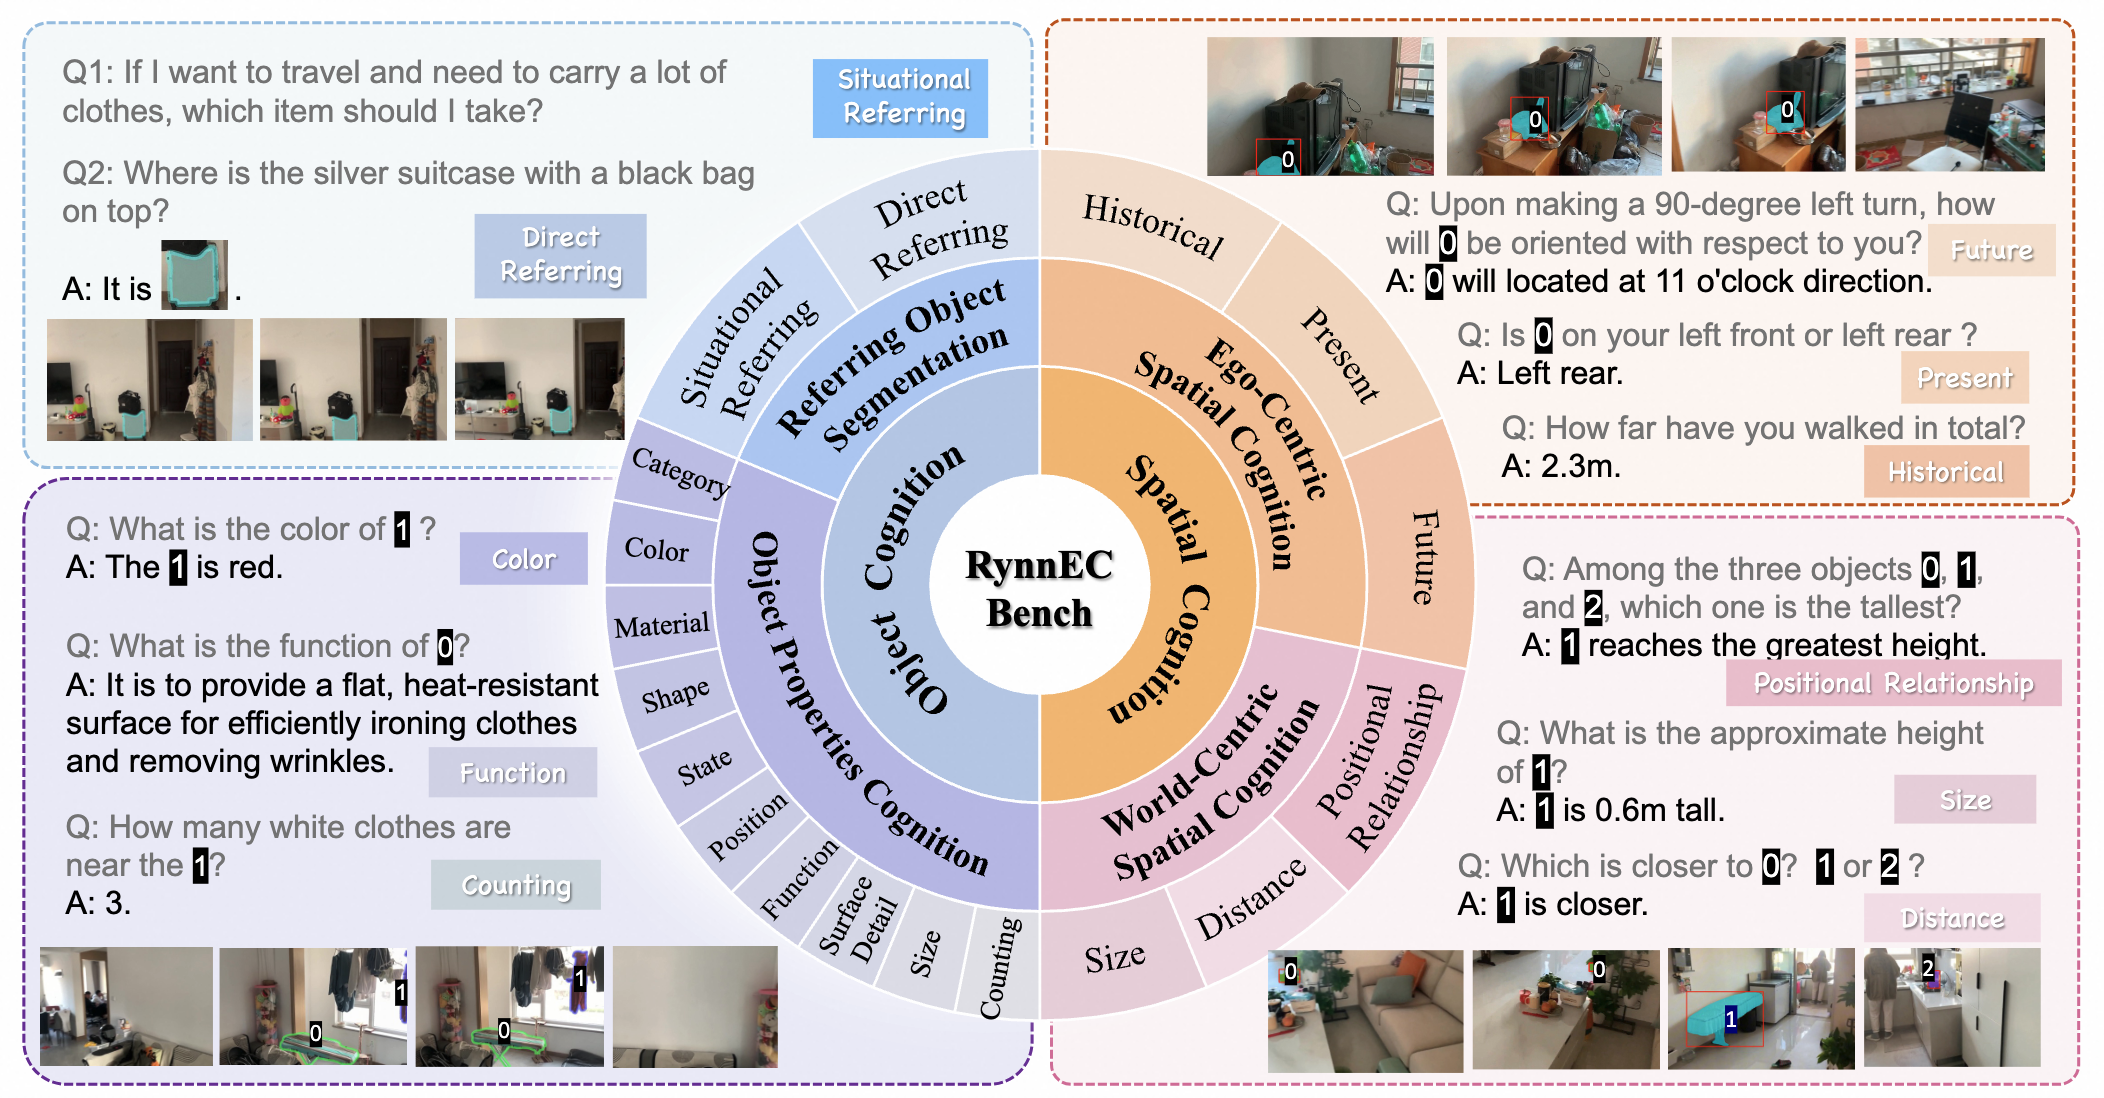 Q1: If I want to travel and need to carry a lot of
clothes, which item should I take?
Situational
Referring
Q2: Where is the silver suitcase with a black bag
on top?
Direct
Referring
A: It is .
Q: What is the color of 1 ?
A: The 1 is red.
Color
Q: What is the function of 0?
A: It is to provide a flat, heat-resistant
surface for efficiently ironing clothes
and removing wrinkles.
Function
Q: How many white clothes are
near the 1?
A: 3.
Counting
0
1
0
1
RynnEC
Bench
Object Cognition
Spatial Cognition
Referring Object
Segmentation
Object Properties Cognition
Ego-Centric
Spatial Cognition
World-Centric
Spatial Cognition
Direct
Referring
Situational
Referring
Category
Color
Material
Shape
State
Position
Function
Surface
Detail
Size
Counting
Historical
Present
Future
Positional
Relationship
Distance
Size
0
0
0
Q: Upon making a 90-degree left turn, how
will 0 be oriented with respect to you?
A: 0 will located at 11 o'clock direction.
Future
Q: Is 0 on your left front or left rear ?
A: Left rear.
Present
Q: How far have you walked in total?
A: 2.3m.
Historical
Q: Among the three objects 0, 1,
and 2, which one is the tallest?
A: 1 reaches the greatest height.
Positional Relationship
Q: What is the approximate height
of 1?
A: 1 is 0.6m tall.
Size
Q: Which is closer to 0? 1 or 2 ?
A: 1 is closer.
Distance
0
0
1
2